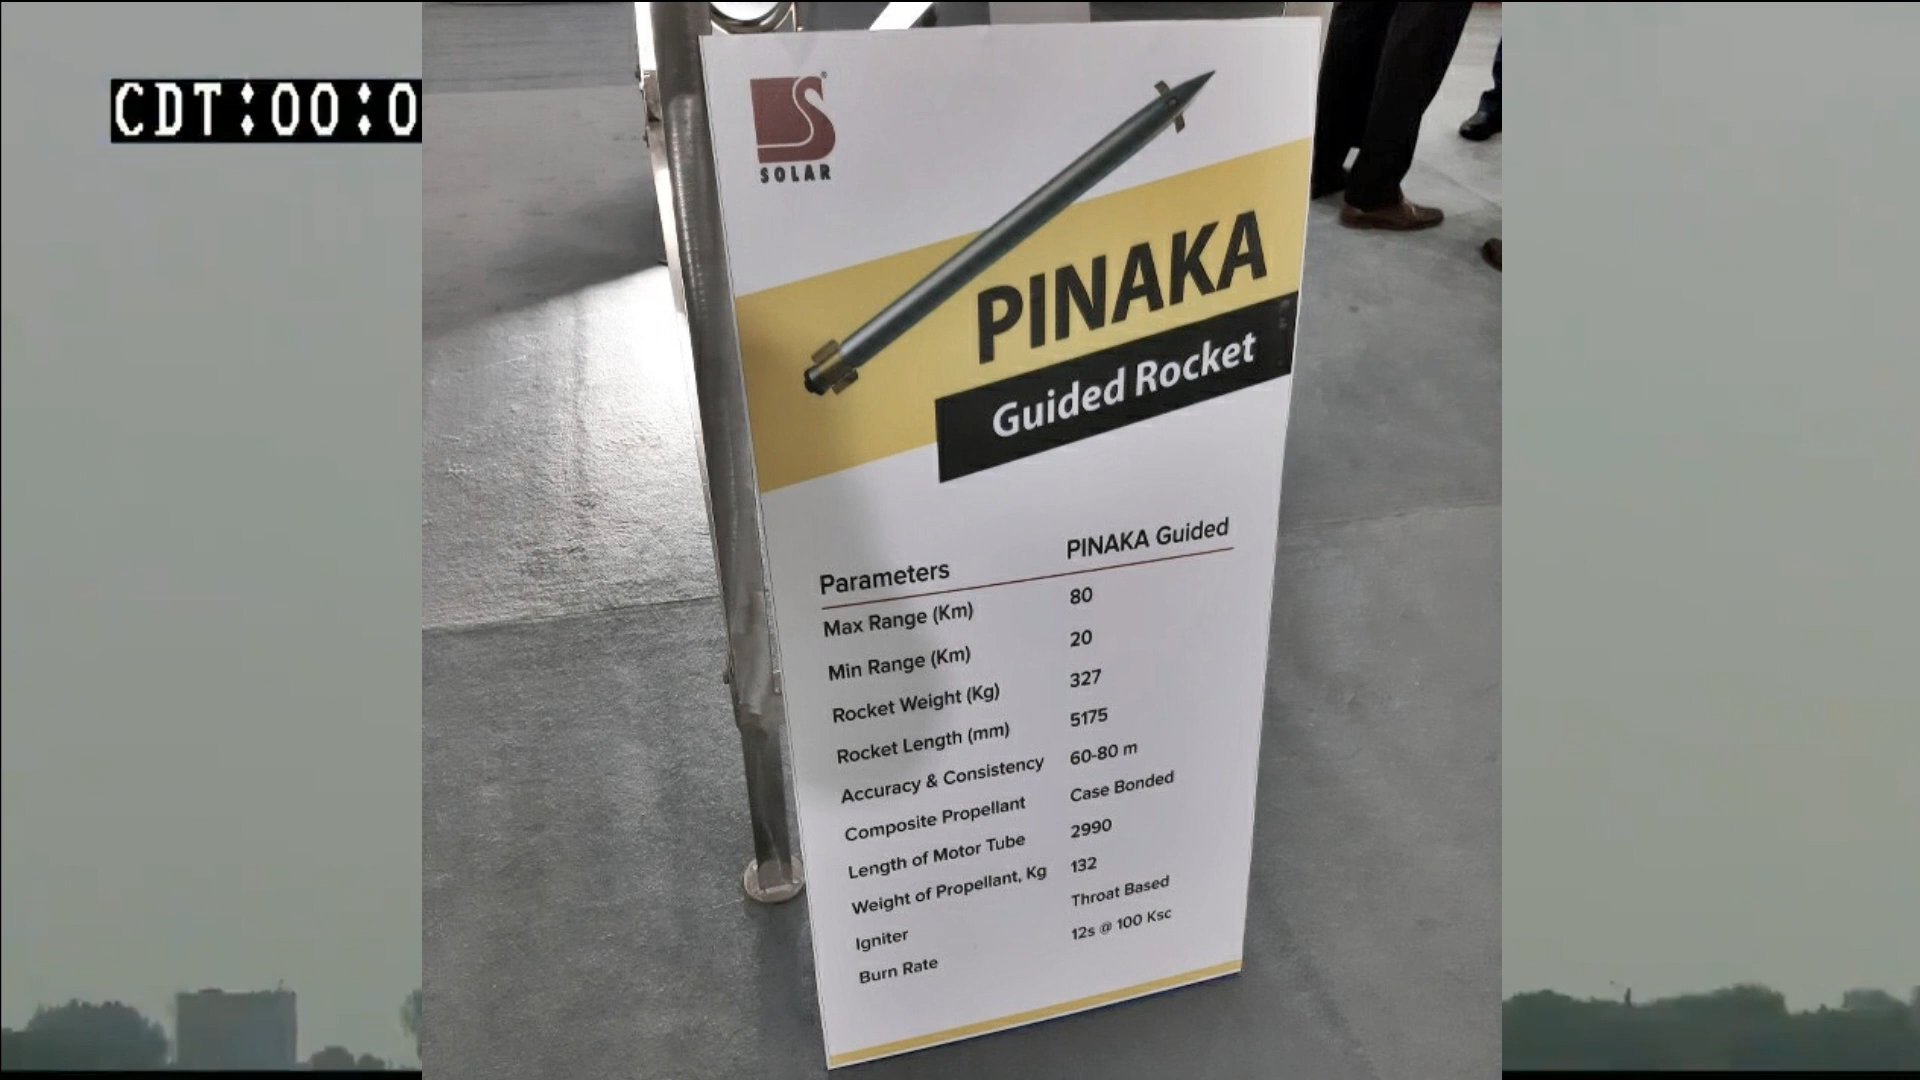 CDT:00:0
SOLAR
PINAKA
Guided Rocket
Parameters PINAKA Guided
Max Range (Km) 80
Min Range (Km) 20
Rocket Weight (Kg) 327
Rocket Length (mm) 5175
Accuracy & Consistency 60-80 m
Composite Propellant Case Bonded
Length of Motor Tube 2990
Weight of Propellant, Kg 132
Igniter Throat Based
Burn Rate 12s @ 100 Ksc